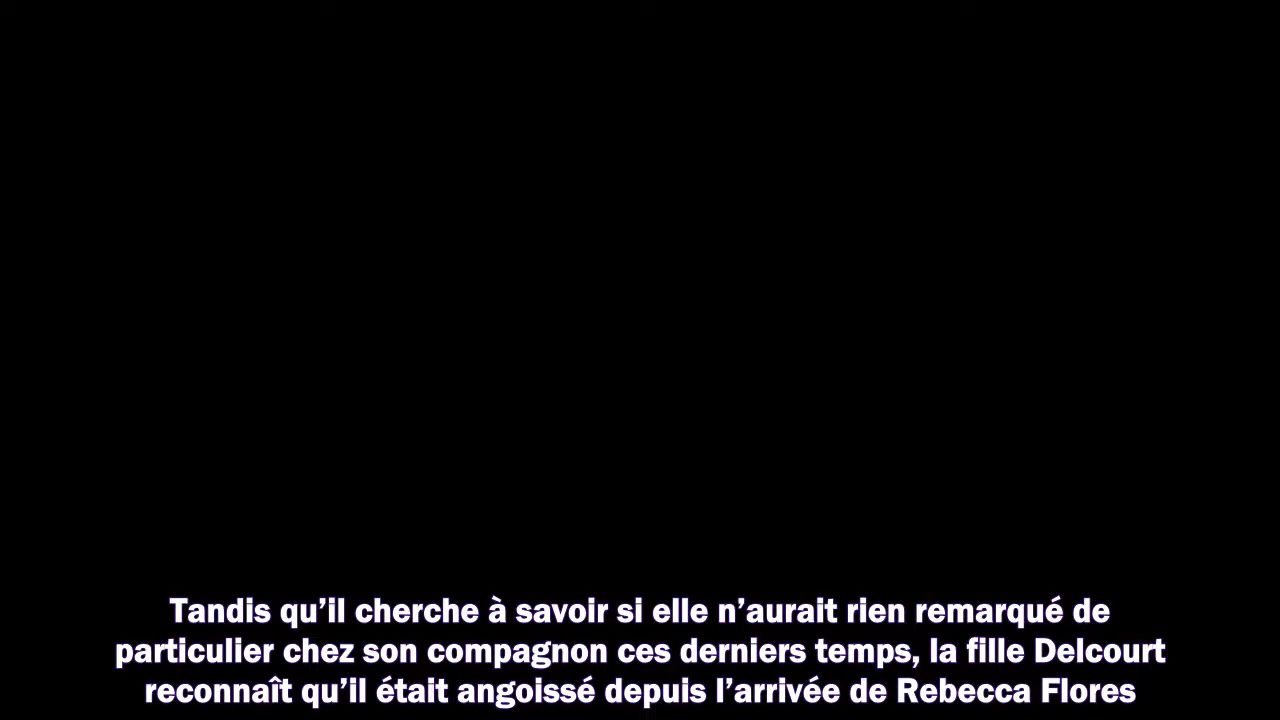 Tandis qu’il cherche à savoir si elle n’aurait rien remarqué de
particulier chez son compagnon ces derniers temps, la fille Delcourt
reconnaît qu’il était angoissé depuis l’arrivée de Rebecca Flores